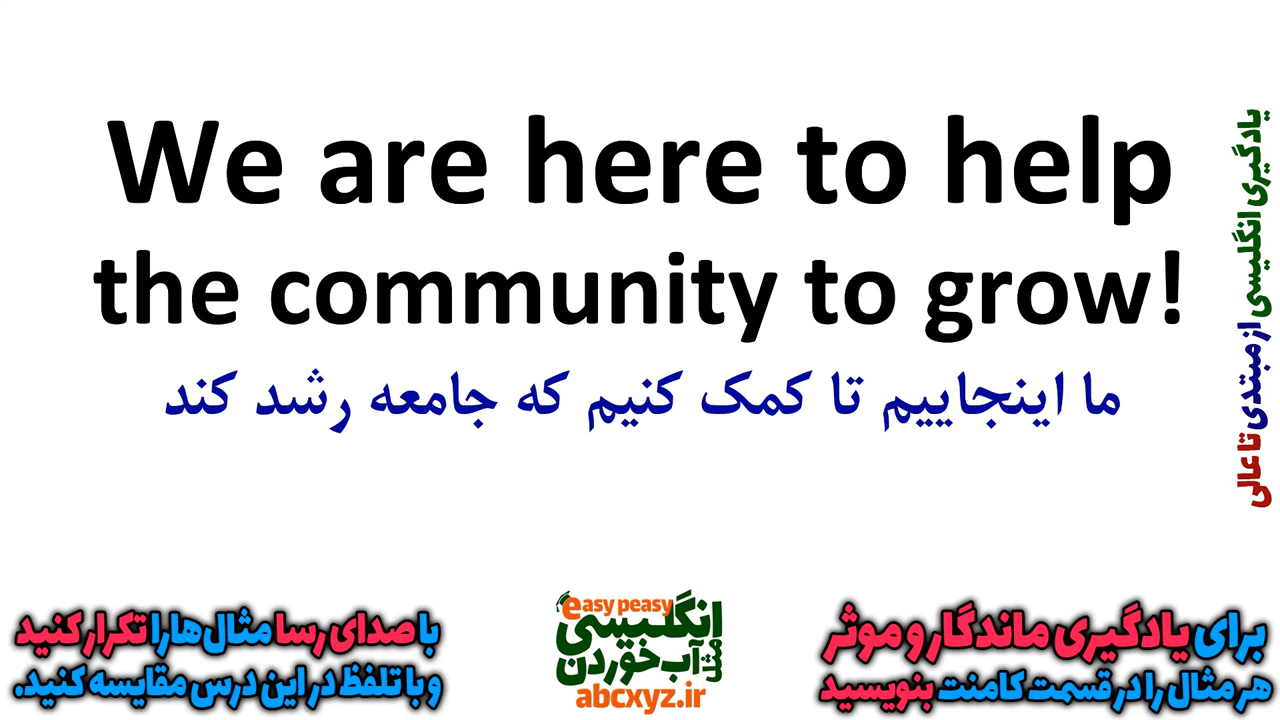 We are here to help
the community to grow!
ما اینجاییم تا کمک کنیم که جامعه رشد کند
یادگیری انگلیسی از مبتدی تا عالی
برای یادگیری ماندگار و موثر
هر مثال را در قسمت کامنت بنویسید
easy peasy
انگلیسی
مثل آب خوردن
abcxyz.ir
با صدای رسا مثال‌ها را تکرار کنید
و با تلفظ در این درس مقایسه کنید.